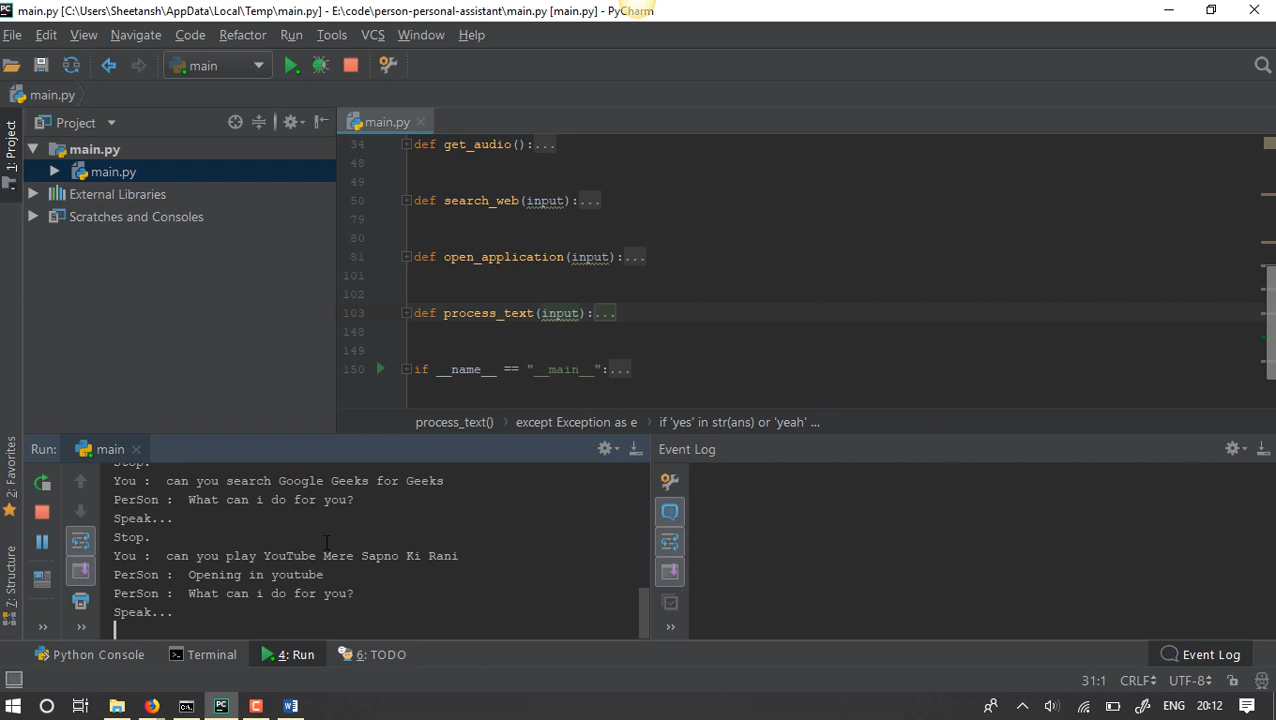 main.py [C:\Users\Sheetansh\AppData\Local\Temp\main.py] - E:\code\person-personal-assistant\main.py [main.py] - PyCharm
File Edit View Navigate Code Refactor Run Tools VCS Window Help
main
main.py
1: Project
Project
main.py
main.py
main.py
External Libraries
Scratches and Consoles
34 def get_audio():...
48
49
50 def search_web(input):...
79
80
81 def open_application(input):...
101
102
103 def process_text(input):...
148
149
150 if __name__ == "__main__":...
process_text() > except Exception as e > if 'yes' in str(ans) or 'yeah' ...
2: Favorites
7: Structure
Run: main
Stop.
You : can you search Google Geeks for Geeks
PerSon : What can i do for you?
Speak...
Stop.
You : can you play YouTube Mere Sapno Ki Rani
PerSon : Opening in youtube
PerSon : What can i do for you?
Speak...
Event Log
Python Console Terminal 4: Run 6: TODO Event Log
31:1 CRLF UTF-8
ENG 20:12